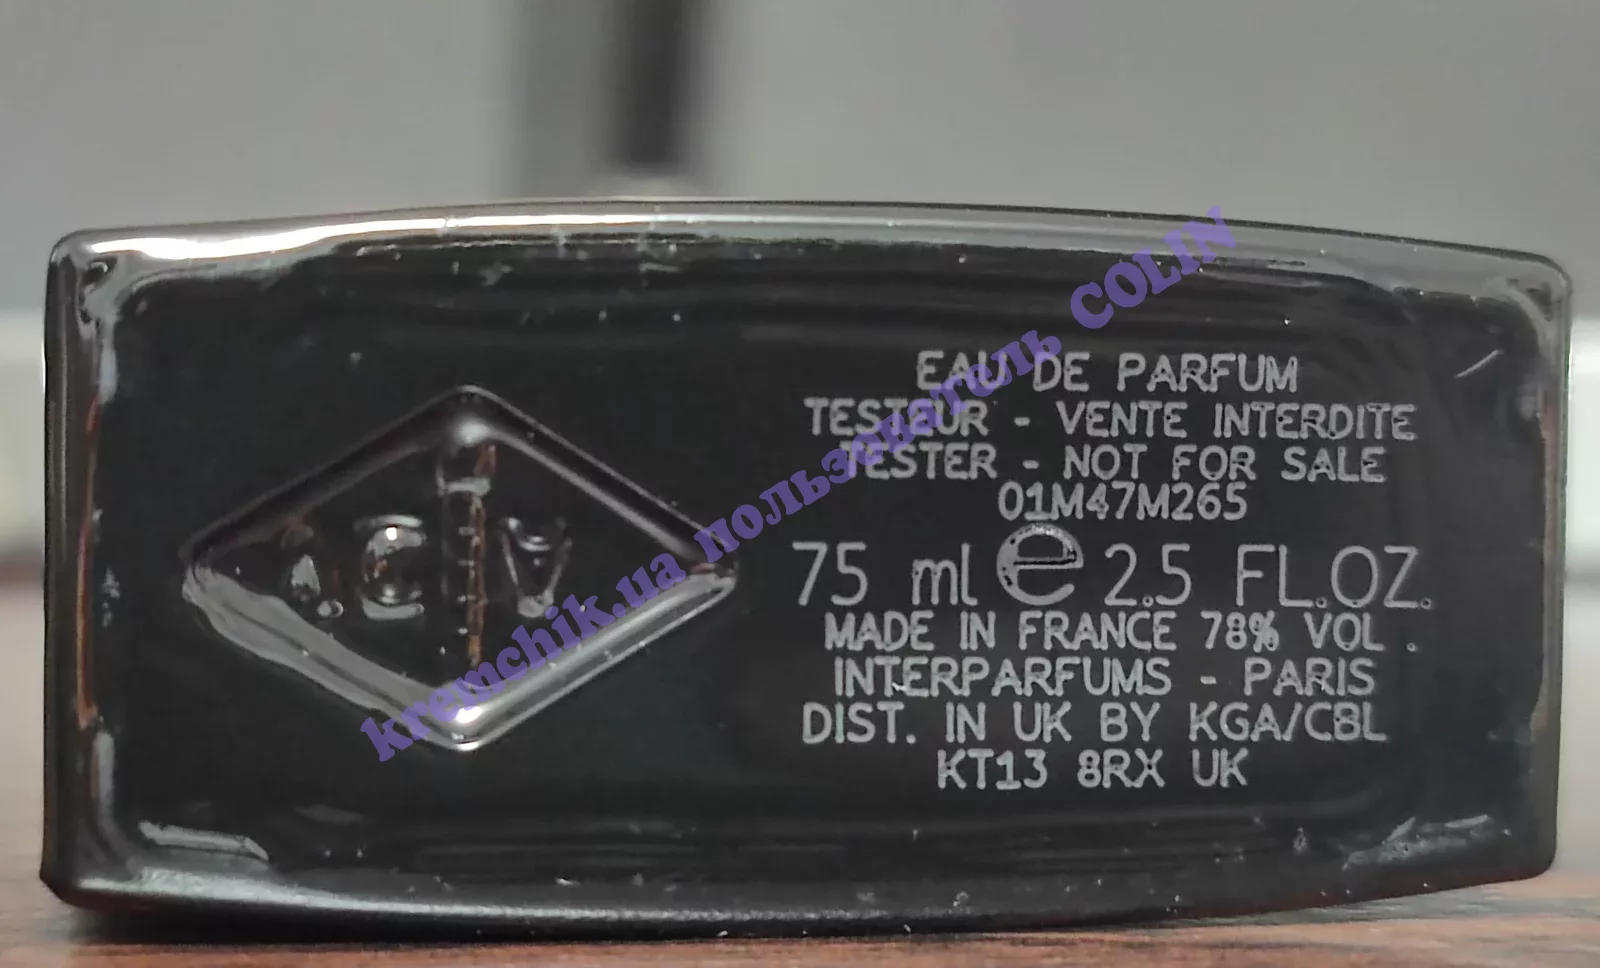 EAU DE PARFUM
TESTEUR - VENTE INTERDITE
TESTER - NOT FOR SALE
01M47M265
75 ml e 2.5 FL.OZ.
MADE IN FRANCE 78% VOL .
INTERPARFUMS - PARIS
DIST. IN UK BY KGA/CBL
KT13 8RX UK
kremchik.ua пользователь COLIN